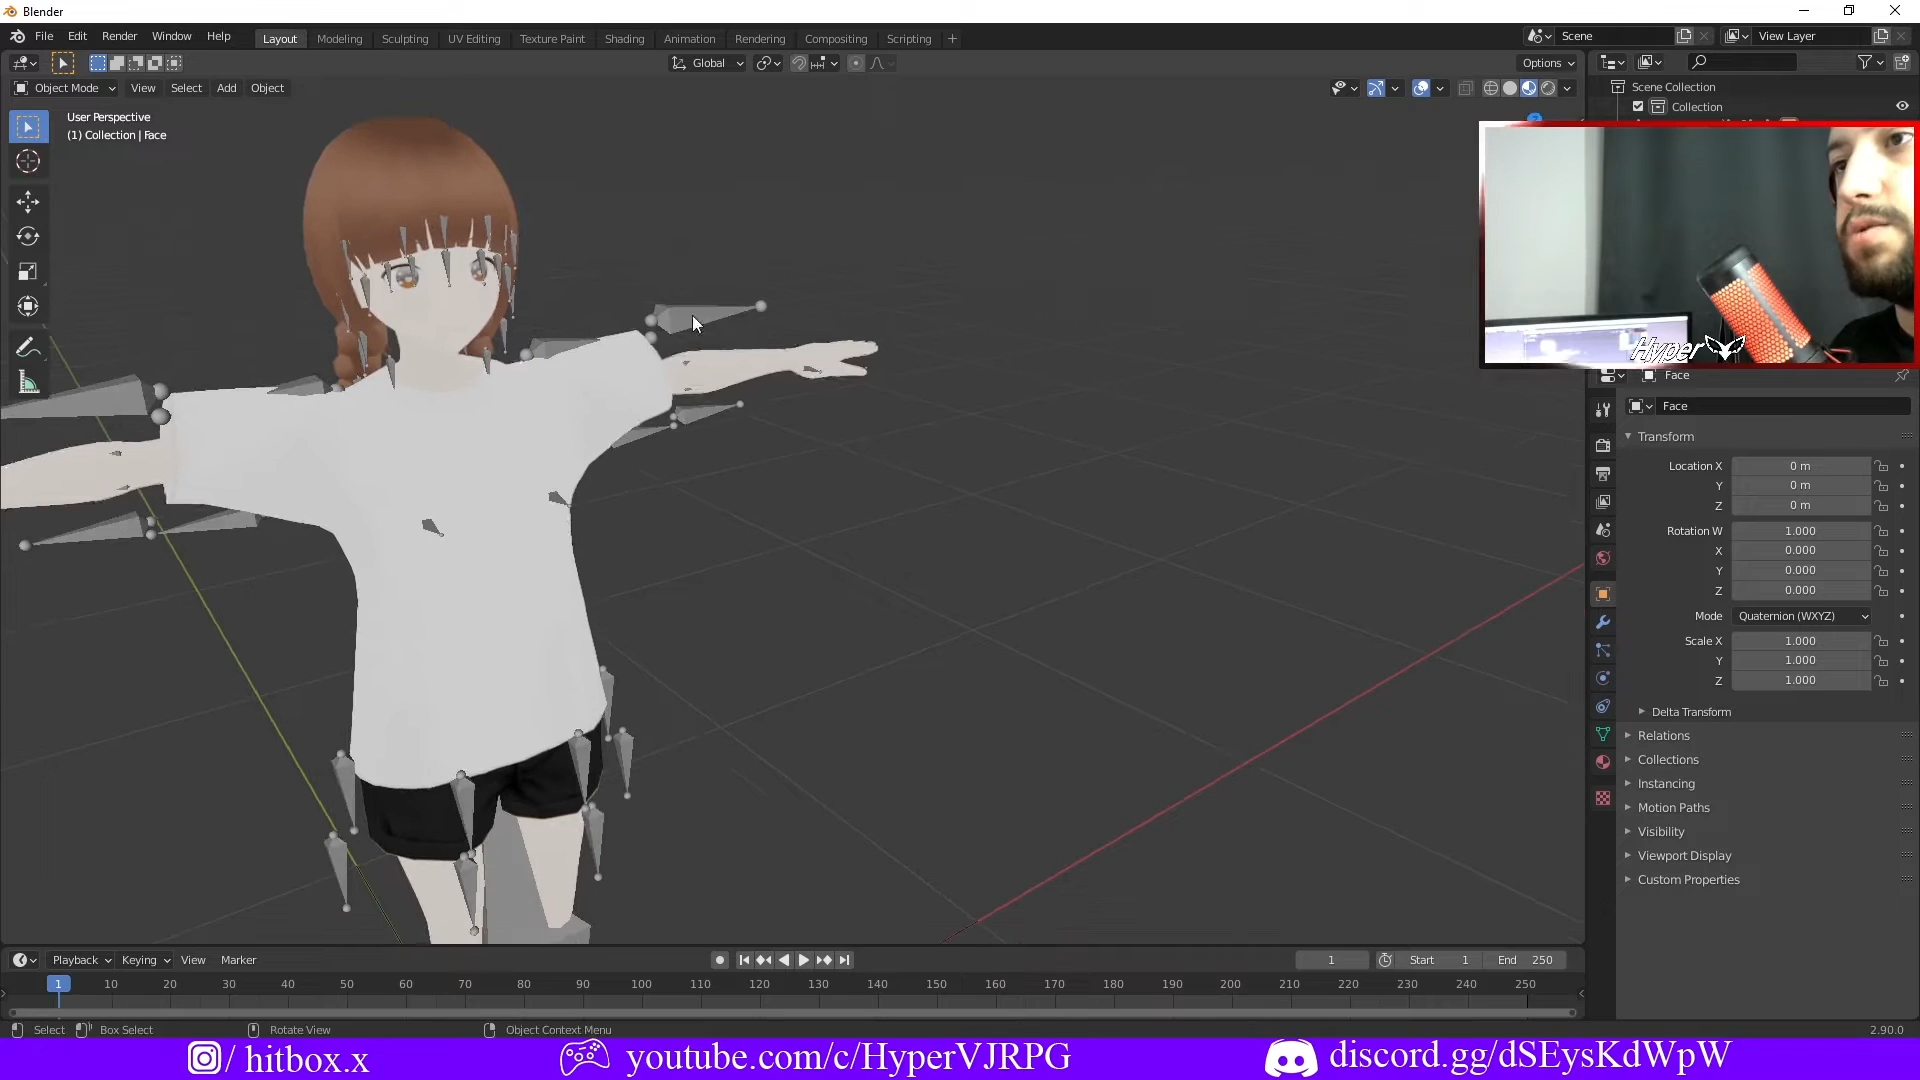 Blender
File Edit Render Window Help
Layout Modeling Sculpting UV Editing Texture Paint Shading Animation Rendering Compositing Scripting +
Scene
View Layer
Global
Options
Object Mode View Select Add Object
User Perspective
(1) Collection | Face
Scene Collection
Collection
Hyper
Face
Face
Transform
Location X 0 m
Y 0 m
Z 0 m
Rotation W 1.000
X 0.000
Y 0.000
Z 0.000
Mode Quaternion (WXYZ)
Scale X 1.000
Y 1.000
Z 1.000
Delta Transform
Relations
Collections
Instancing
Motion Paths
Visibility
Viewport Display
Custom Properties
Playback Keying View Marker
1 Start 1 End 250
1 10 20 30 40 50 60 70 80 90 100 110 120 130 140 150 160 170 180 190 200 210 220 230 240 250
Select Box Select Rotate View Object Context Menu 2.90.0
/ hitbox.x youtube.com/c/HyperVJRPG discord.gg/dSEysKdWpW